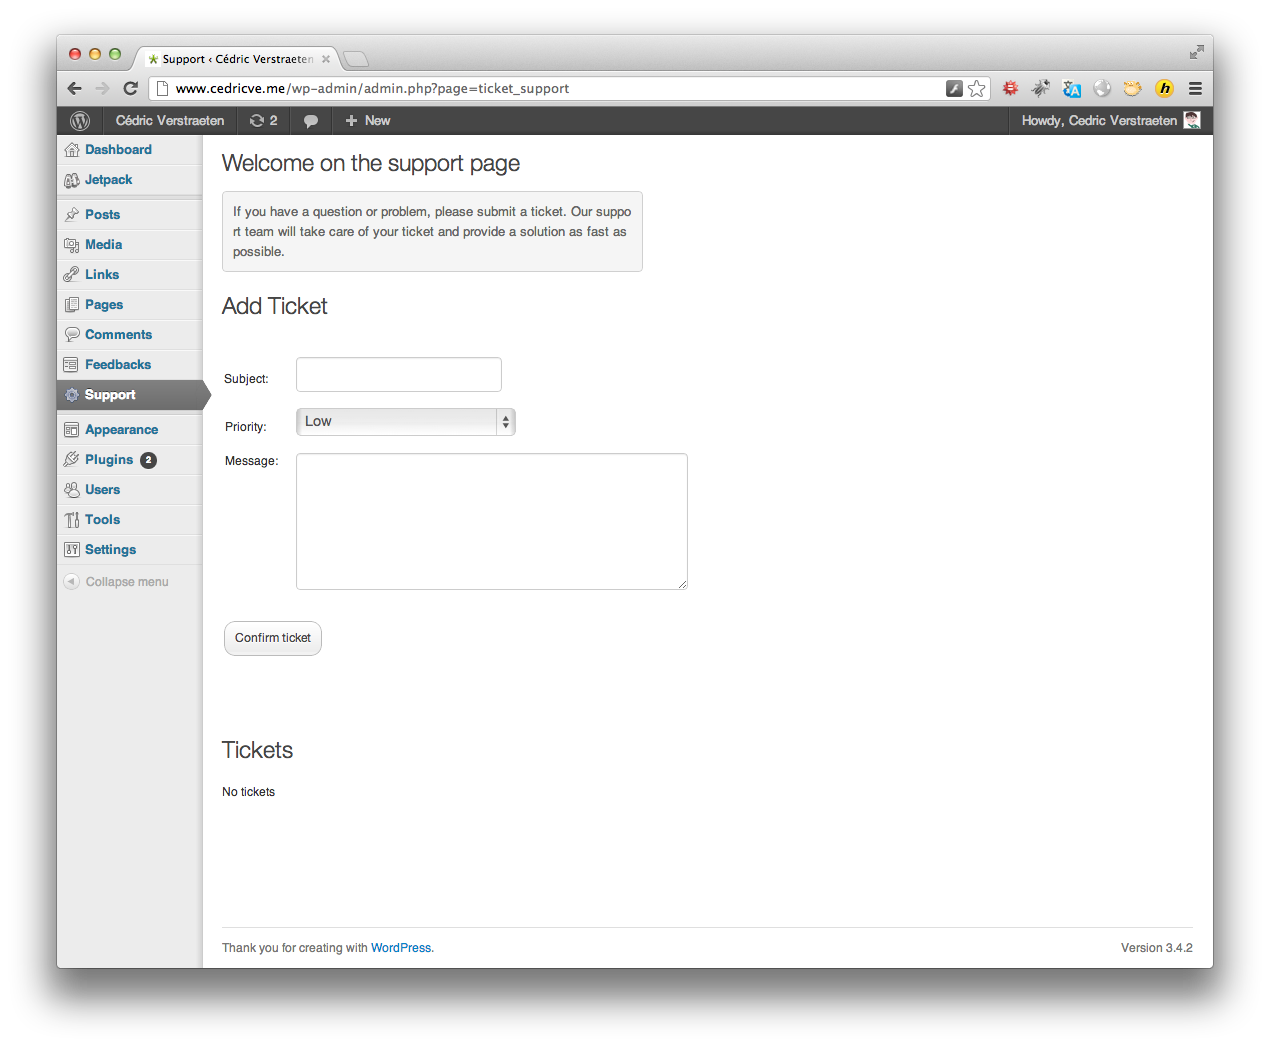 Support ‹ Cédric Verstraeten
www.cedricve.me/wp-admin/admin.php?page=ticket_support
Cédric Verstraeten 2 + New Howdy, Cedric Verstraeten
Dashboard
Jetpack
Posts
Media
Links
Pages
Comments
Feedbacks
Support
Appearance
Plugins 2
Users
Tools
Settings
Collapse menu
Welcome on the support page
If you have a question or problem, please submit a ticket. Our suppo
rt team will take care of your ticket and provide a solution as fast as
possible.
Add Ticket
Subject:
Priority: Low
Message:
Confirm ticket
Tickets
No tickets
Thank you for creating with WordPress. Version 3.4.2